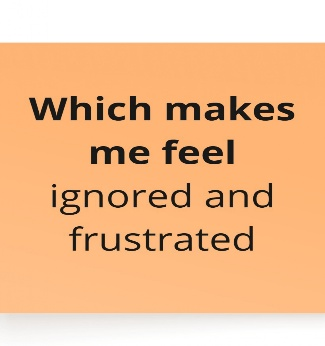 Which makes
me feel
ignored and
frustrated